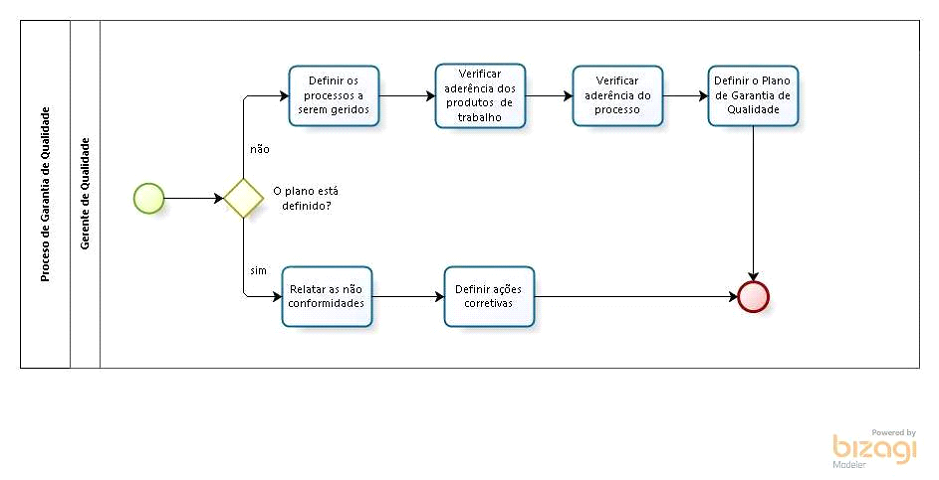 Proceso de Garantia de Qualidade
Gerente de Qualidade
Definir os
processos a
serem geridos
Verificar
aderência dos
produtos de
trabalho
Verificar
aderência do
processo
Definir o Plano
de Garantia de
Qualidade
não
O plano está
definido?
sim
Relatar as não
conformidades
Definir ações
corretivas
Powered by
bizagi
Modeler